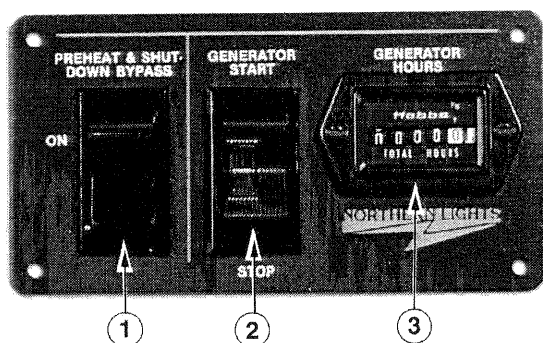 PREHEAT & SHUT-
DOWN BYPASS
ON
GENERATOR
START
STOP
GENERATOR
HOURS
Hobbs
TOTAL HOURS
NORTHERN LIGHTS
1
2
3